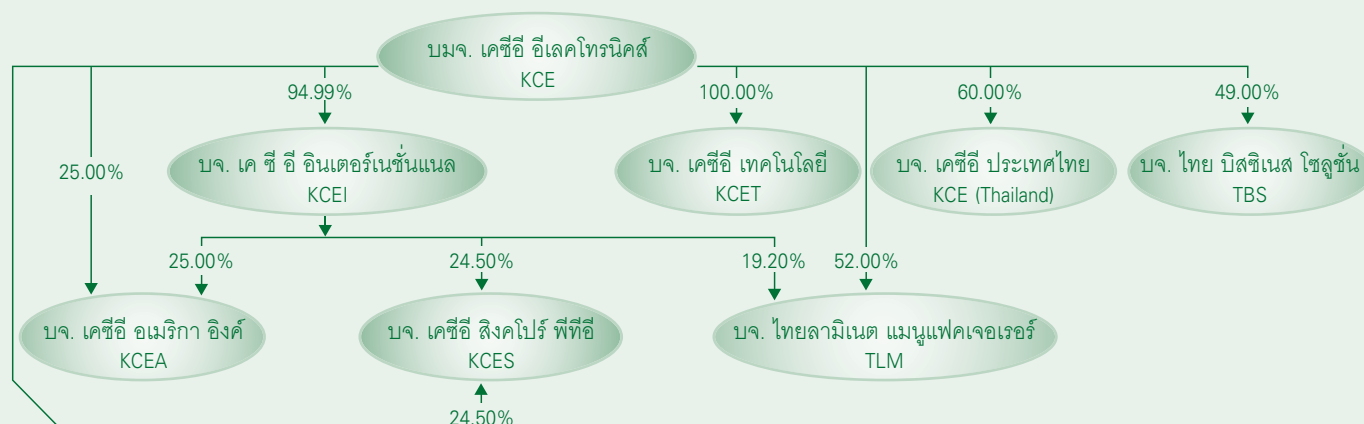 บมจ. เคซีอี อีเลคโทรนิคส์
KCE
94.99%
100.00%
60.00%
49.00%
25.00%
บจ. เค ซี อี อินเตอร์เนชั่นแนล
KCEI
บจ. เคซีอี เทคโนโลยี
KCET
บจ. เคซีอี ประเทศไทย
KCE (Thailand)
บจ. ไทย บิสซิเนส โซลูชั่น
TBS
25.00%
24.50%
19.20%
52.00%
บจ. เคซีอี อเมริกา อิงค์
KCEA
บจ. เคซีอี สิงคโปร์ พีทีอี
KCES
บจ. ไทยลามิเนต แมนูแฟคเจอเรอร์
TLM
24.50%